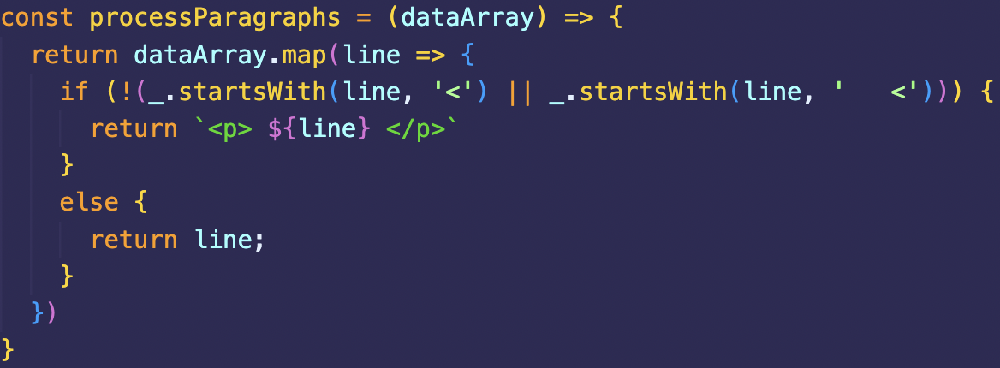 const processParagraphs = (dataArray) => {
  return dataArray.map(line => {
    if (!(_.startsWith(line, '<') || _.startsWith(line, '   <'))) {
      return `<p> ${line} </p>`
    }
    else {
      return line;
    }
  })
}